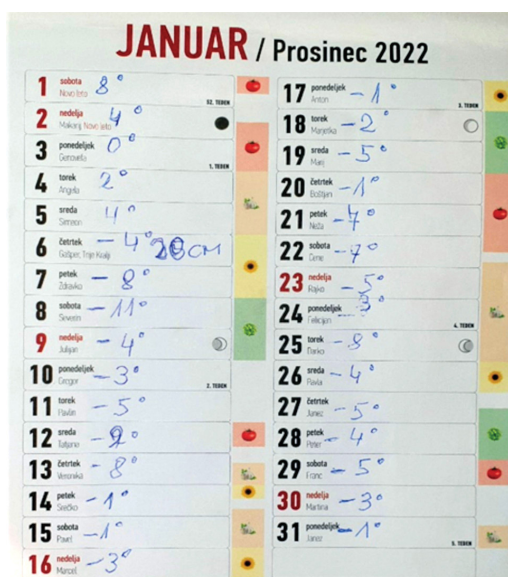 JANUAR / Prosinec 2022
1 sobota 8°
Novo leto
52. TEDEN
2 nedelja 4°
Makarij, Novo leto
3 ponedeljek 0°
Genovefa
1. TEDEN
4 torek 2°
Angela
5 sreda 4°
Simeon
6 četrtek -4° 20 CM
Gašper, Trije Kralji
7 petek -8°
Zdravko
8 sobota -11°
Severin
9 nedelja -4°
Julijan
10 ponedeljek -3°
Gregor
2. TEDEN
11 torek -5°
Pavlin
12 sreda
Tatjana
13 četrtek -8°
Veronika
14 petek -1°
Srečko
15 sobota -1°
Pavel
16 nedelja -3°
Marcel
17 ponedeljek -1°
Anton
3. TEDEN
18 torek -2°
Marjetka
19 sreda -5°
Marij
20 četrtek -1°
Boštjan
21 petek -7°
Neža
22 sobota -7°
Cene
23 nedelja -5°
Rajko
24 ponedeljek -3°
Felicijan
4. TEDEN
25 torek -8°
Darko
26 sreda -4°
Pavla
27 četrtek -5°
Janez
28 petek -4°
Peter
29 sobota -5°
Franc
30 nedelja -3°
Martina
31 ponedeljek -1°
Janez
5. TEDEN